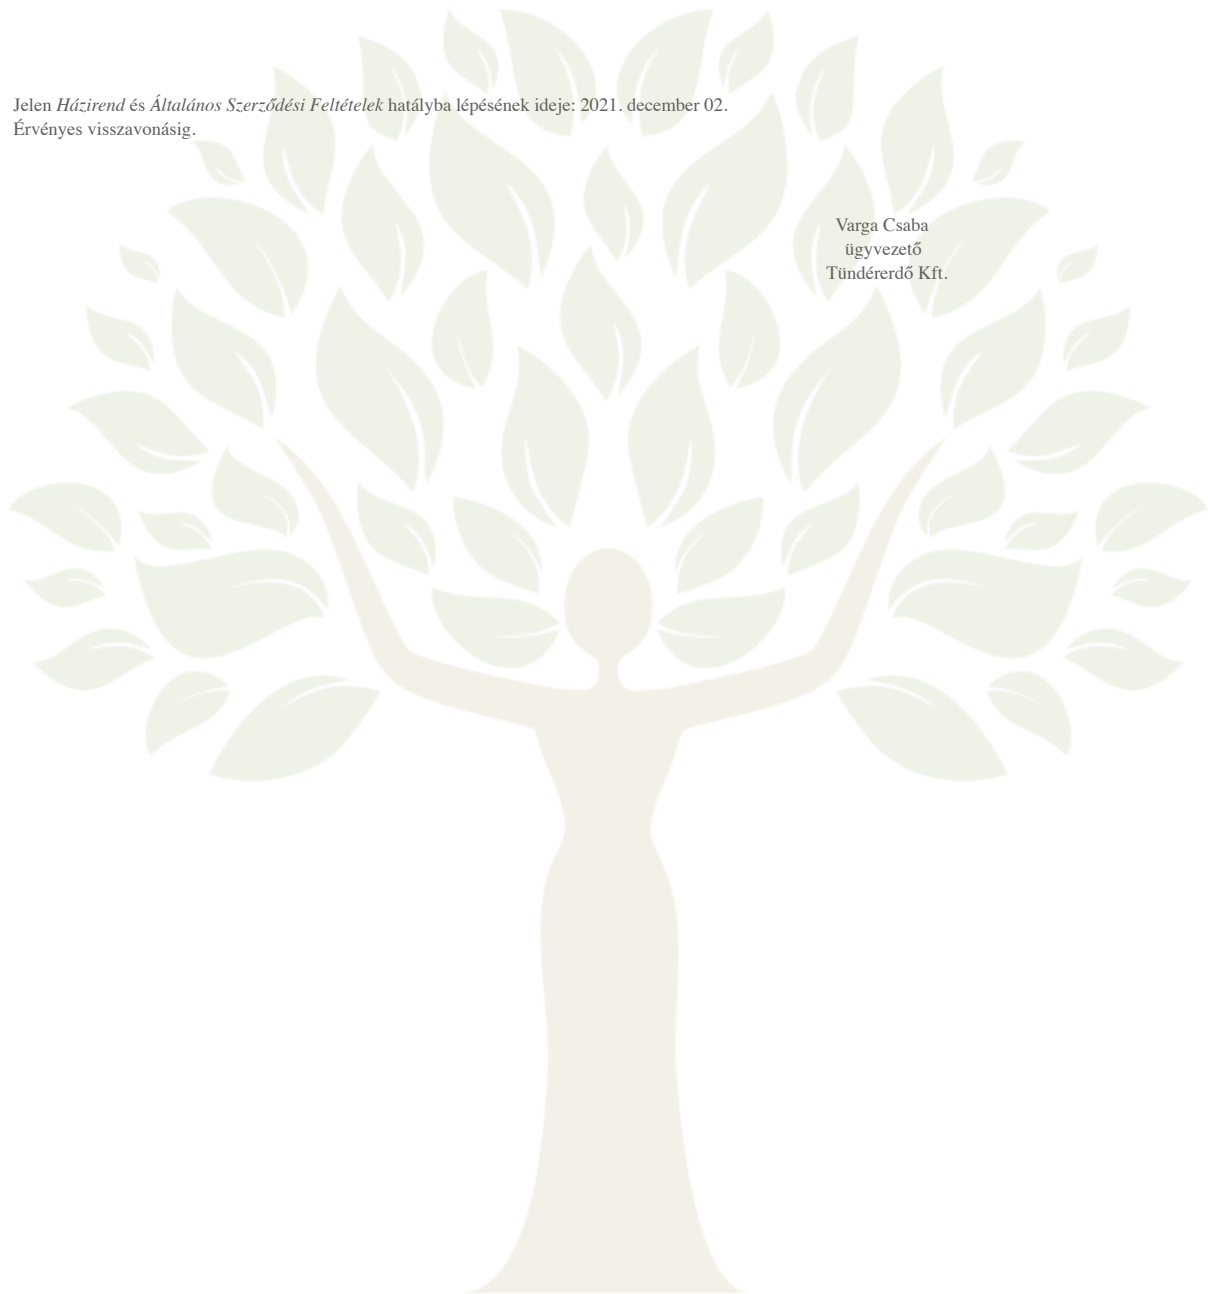 Jelen Házirend és Általános Szerződési Feltételek hatályba lépésének ideje: 2021. december 02.
Érvényes visszavonásig.
Varga Csaba
ügyvezető
Tündérerdő Kft.